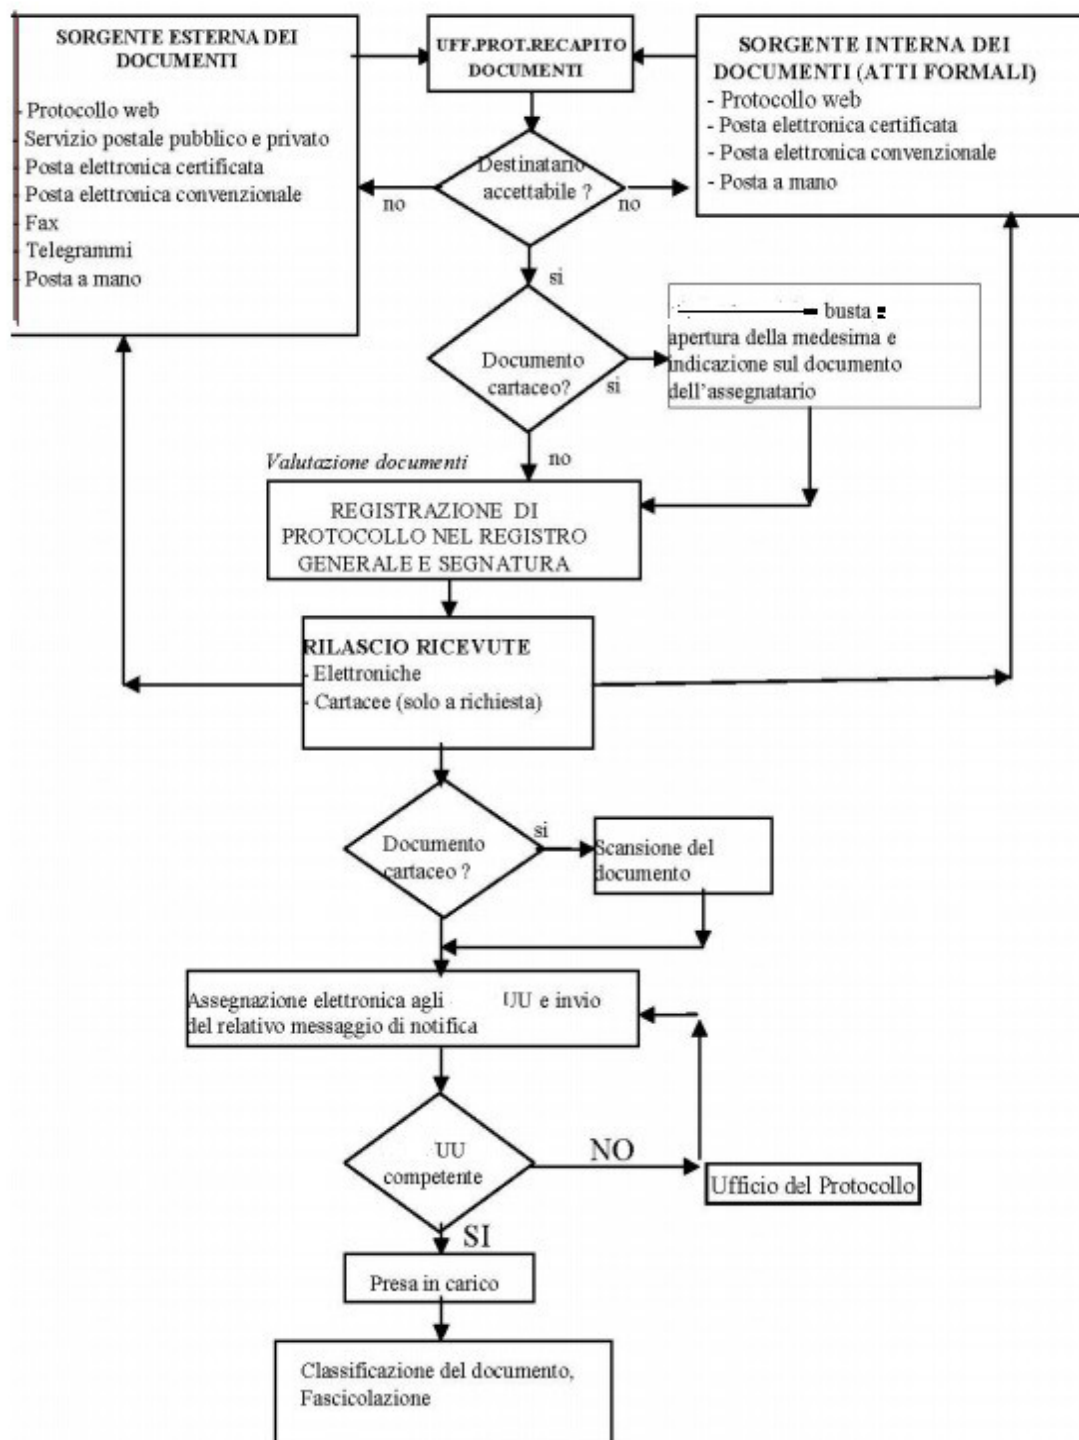 SORGENTE ESTERNA DEI
DOCUMENTI
- Protocollo web
- Servizio postale pubblico e privato
- Posta elettronica certificata
- Posta elettronica convenzionale
- Fax
- Telegrammi
- Posta a mano
UFF.PROT.RECAPITO
DOCUMENTI
SORGENTE INTERNA DEI
DOCUMENTI (ATTI FORMALI)
- Protocollo web
- Posta elettronica certificata
- Posta elettronica convenzionale
- Posta a mano
Destinatario
accettabile ?
no
no
si
Documento
cartaceo?
si
busta
apertura della medesima e
indicazione sul documento
dell'assegnatario
no
Valutazione documenti
REGISTRAZIONE DI
PROTOCOLLO NEL REGISTRO
GENERALE E SEGNATURA
RILASCIO RICEVUTE
- Elettroniche
- Cartacee (solo a richiesta)
Documento
cartaceo ?
si
Scansione del
documento
Assegnazione elettronica agli UU e invio
del relativo messaggio di notifica
UU
competente
NO
Ufficio del Protocollo
SI
Presa in carico
Classificazione del documento,
Fascicolazione